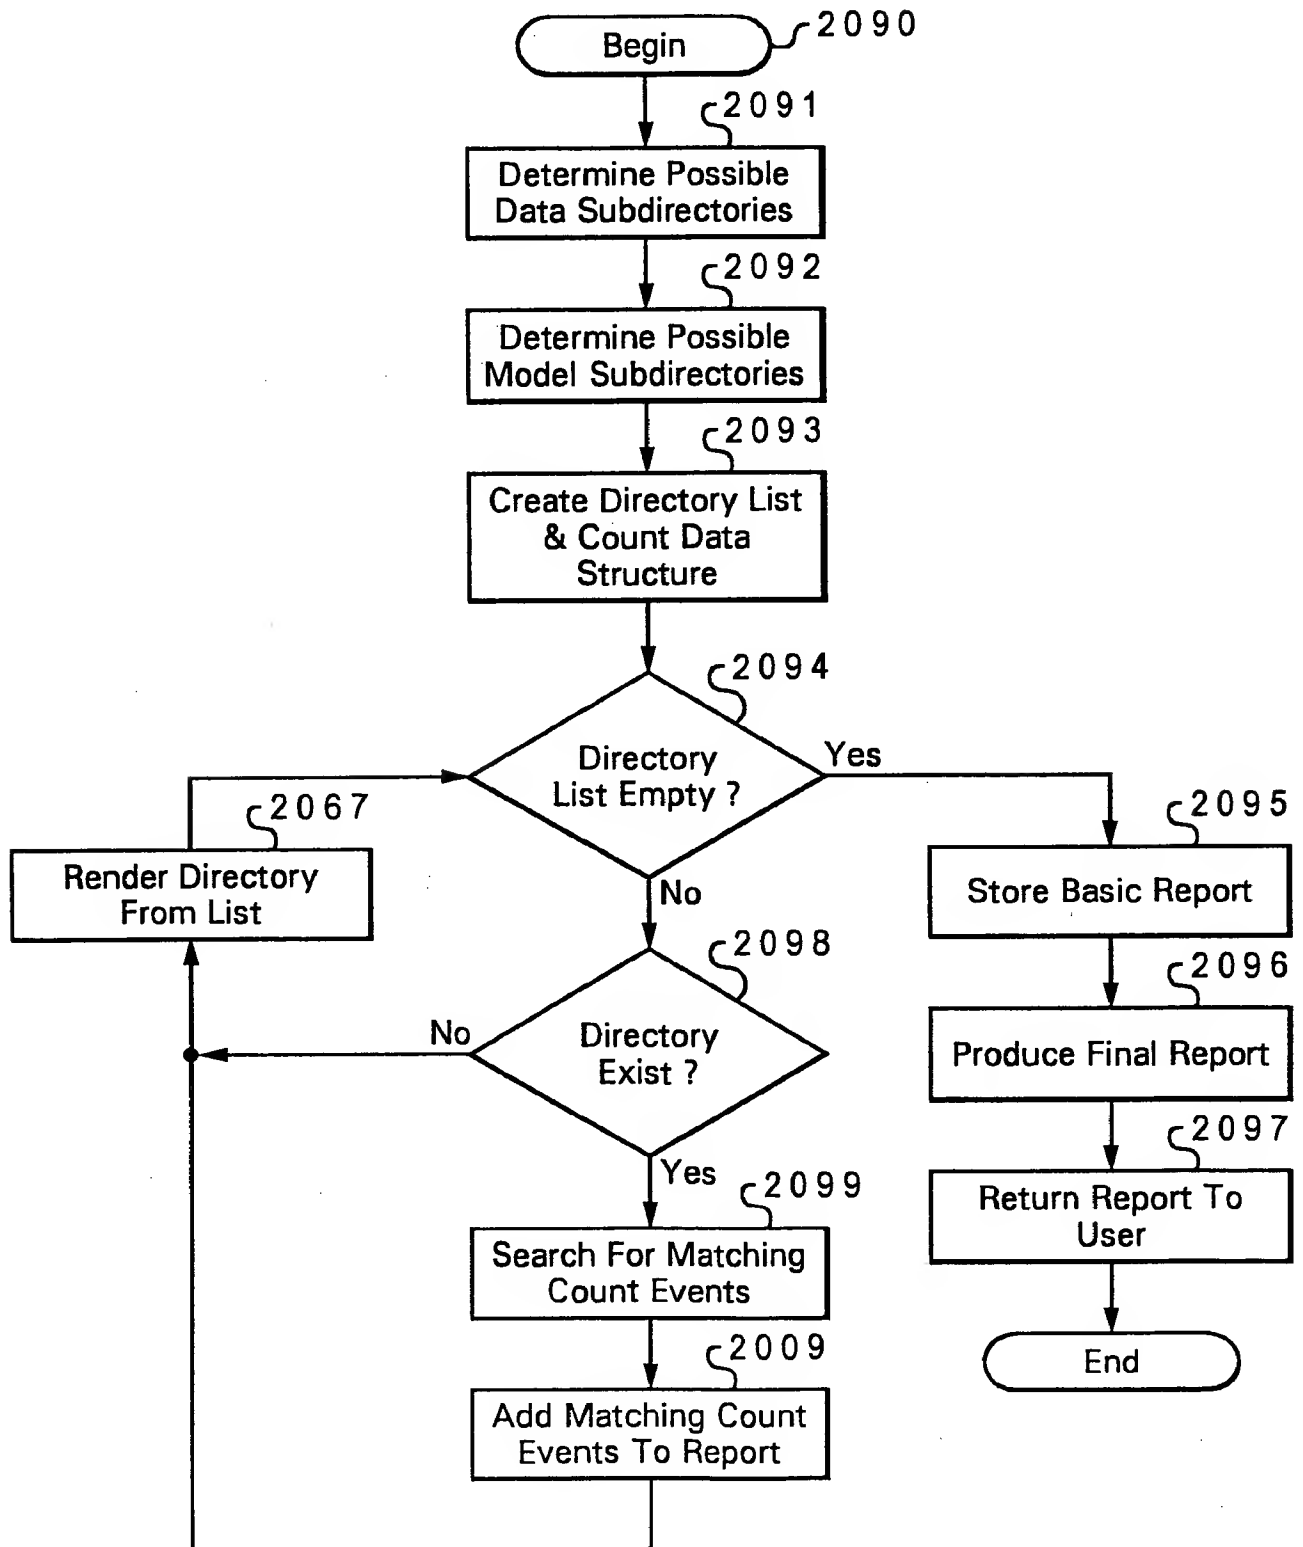 Begin
2090
2091
Determine Possible
Data Subdirectories
2092
Determine Possible
Model Subdirectories
2093
Create Directory List
& Count Data
Structure
2094
Directory
List Empty ?
Yes
No
2067
Render Directory
From List
2095
Store Basic Report
2098
Directory
Exist ?
No
Yes
2096
Produce Final Report
2097
Return Report To
User
2099
Search For Matching
Count Events
End
2009
Add Matching Count
Events To Report